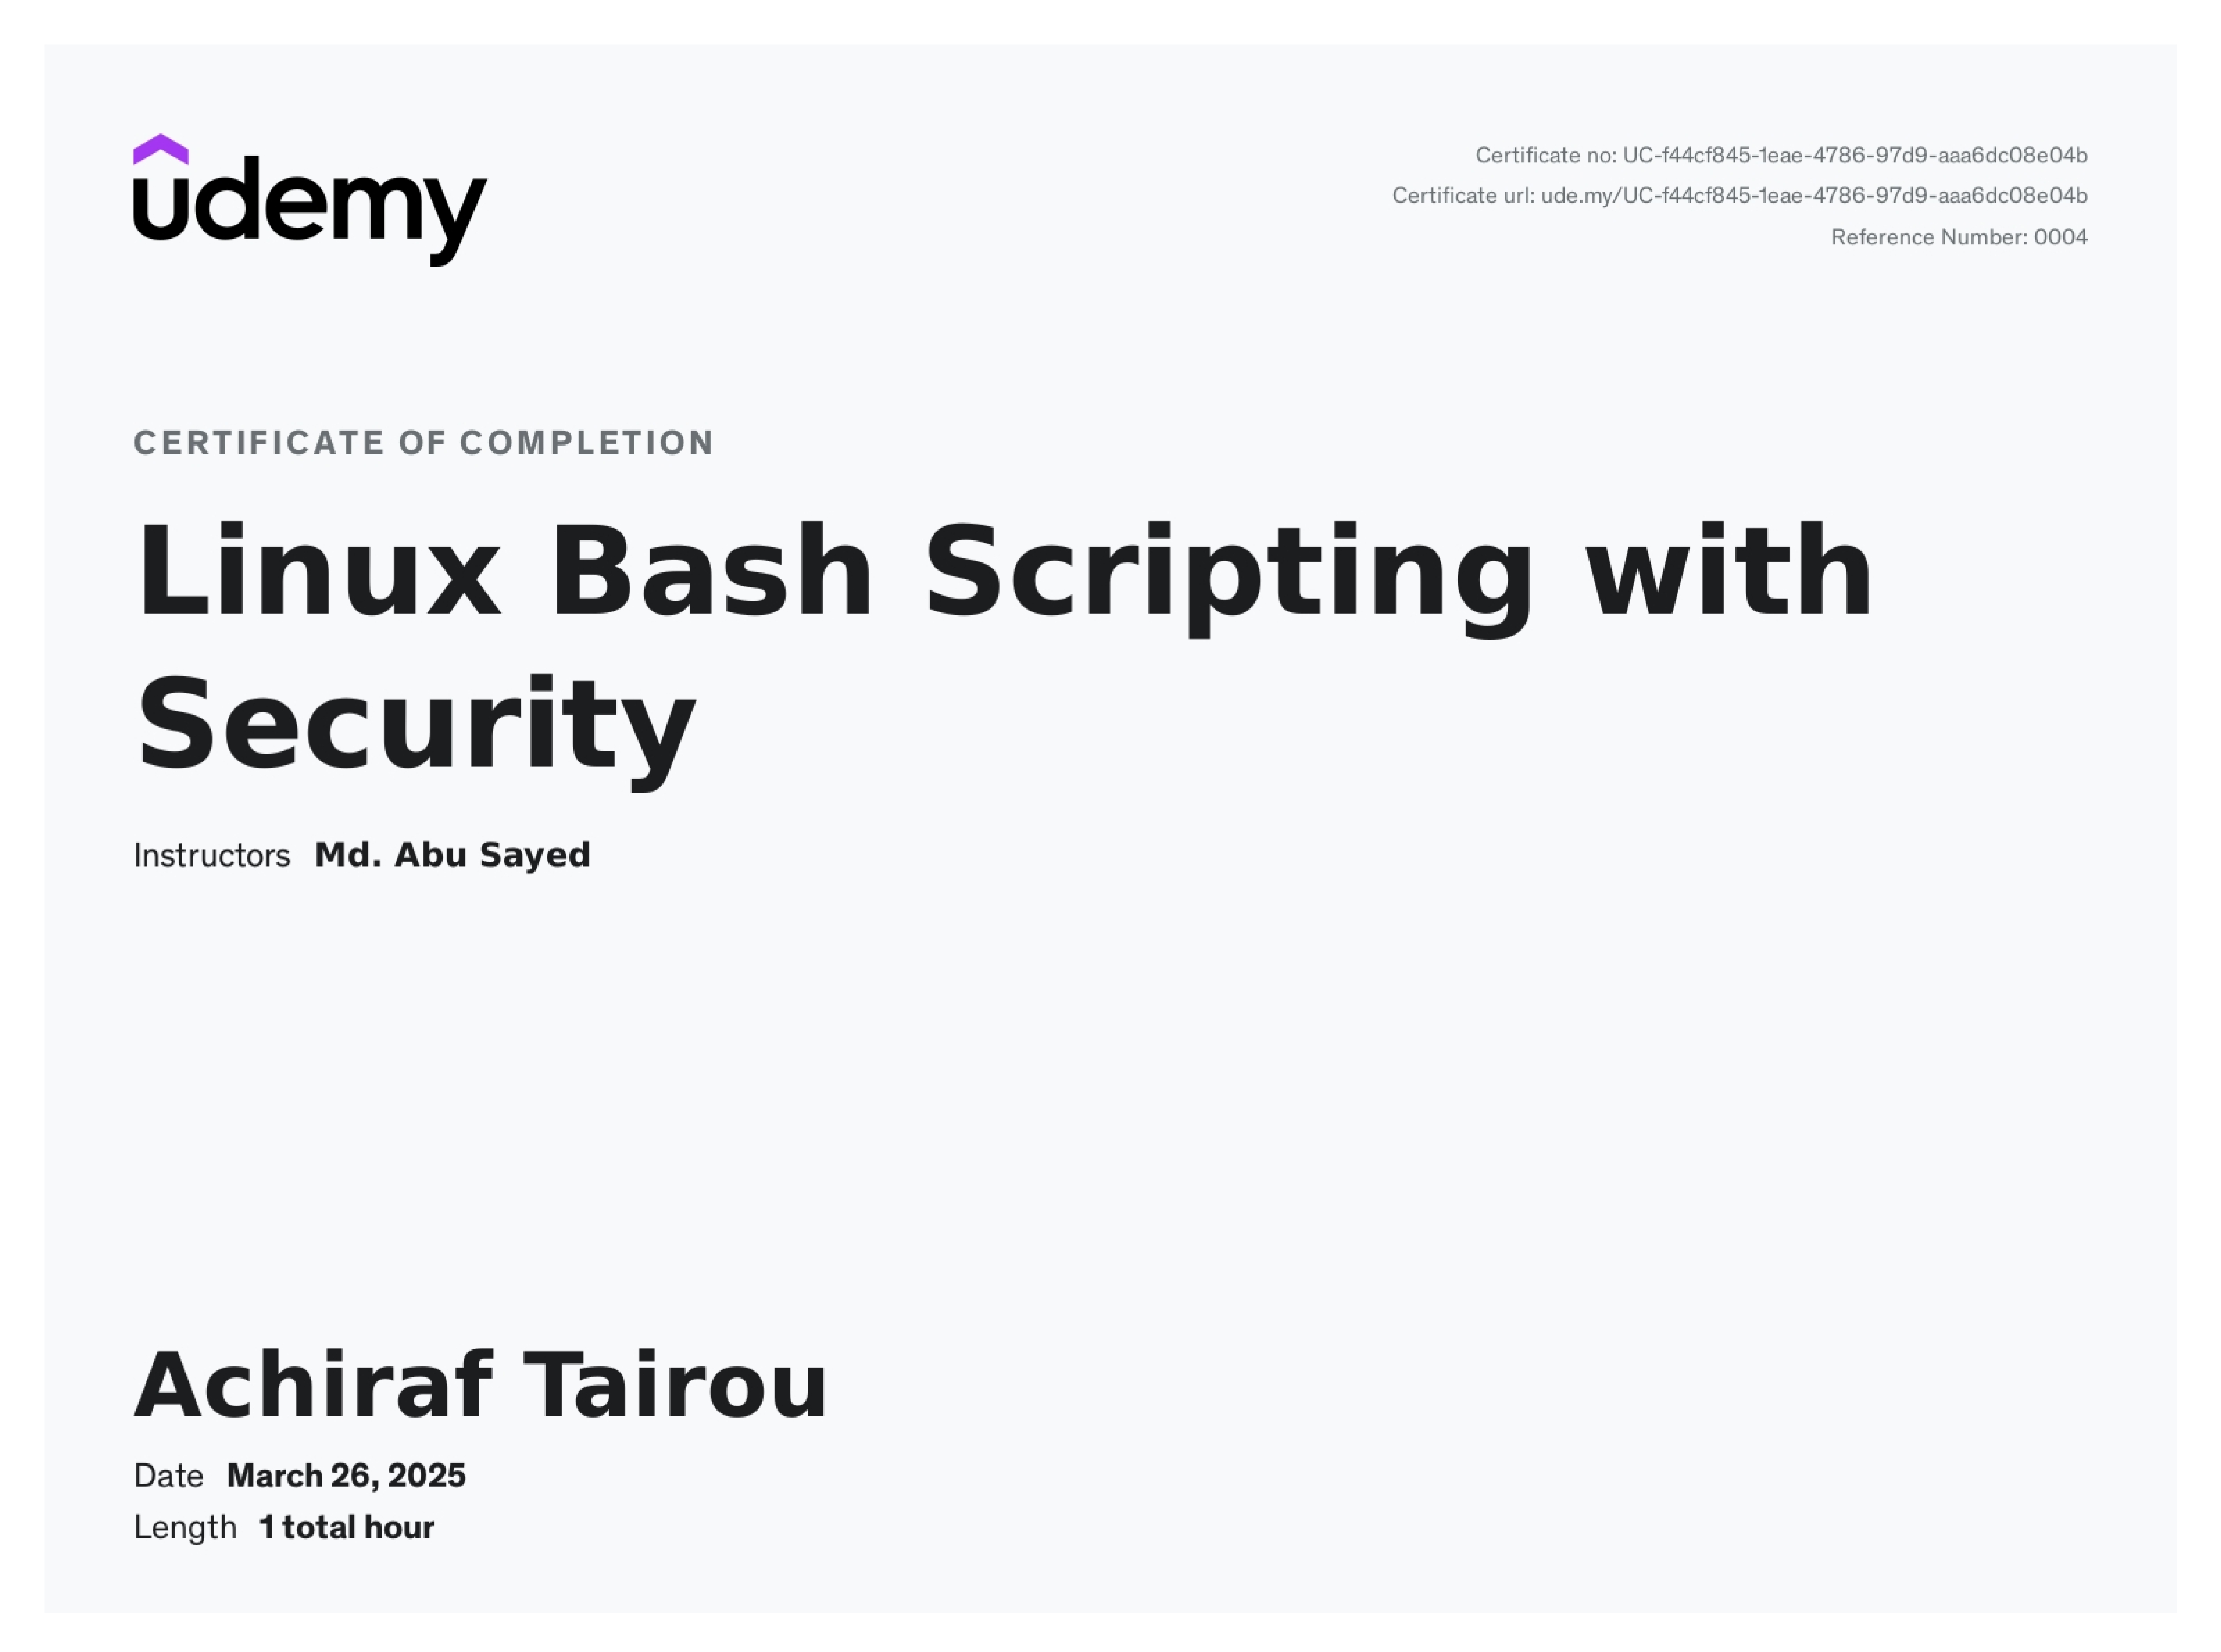 udemy
Certificate no: UC-f44cf845-1eae-4786-97d9-aaa6dc08e04b
Certificate url: ude.my/UC-f44cf845-1eae-4786-97d9-aaa6dc08e04b
Reference Number: 0004
CERTIFICATE OF COMPLETION
Linux Bash Scripting with
Security
Instructors Md. Abu Sayed
Achiraf Tairou
Date March 26, 2025
Length 1 total hour